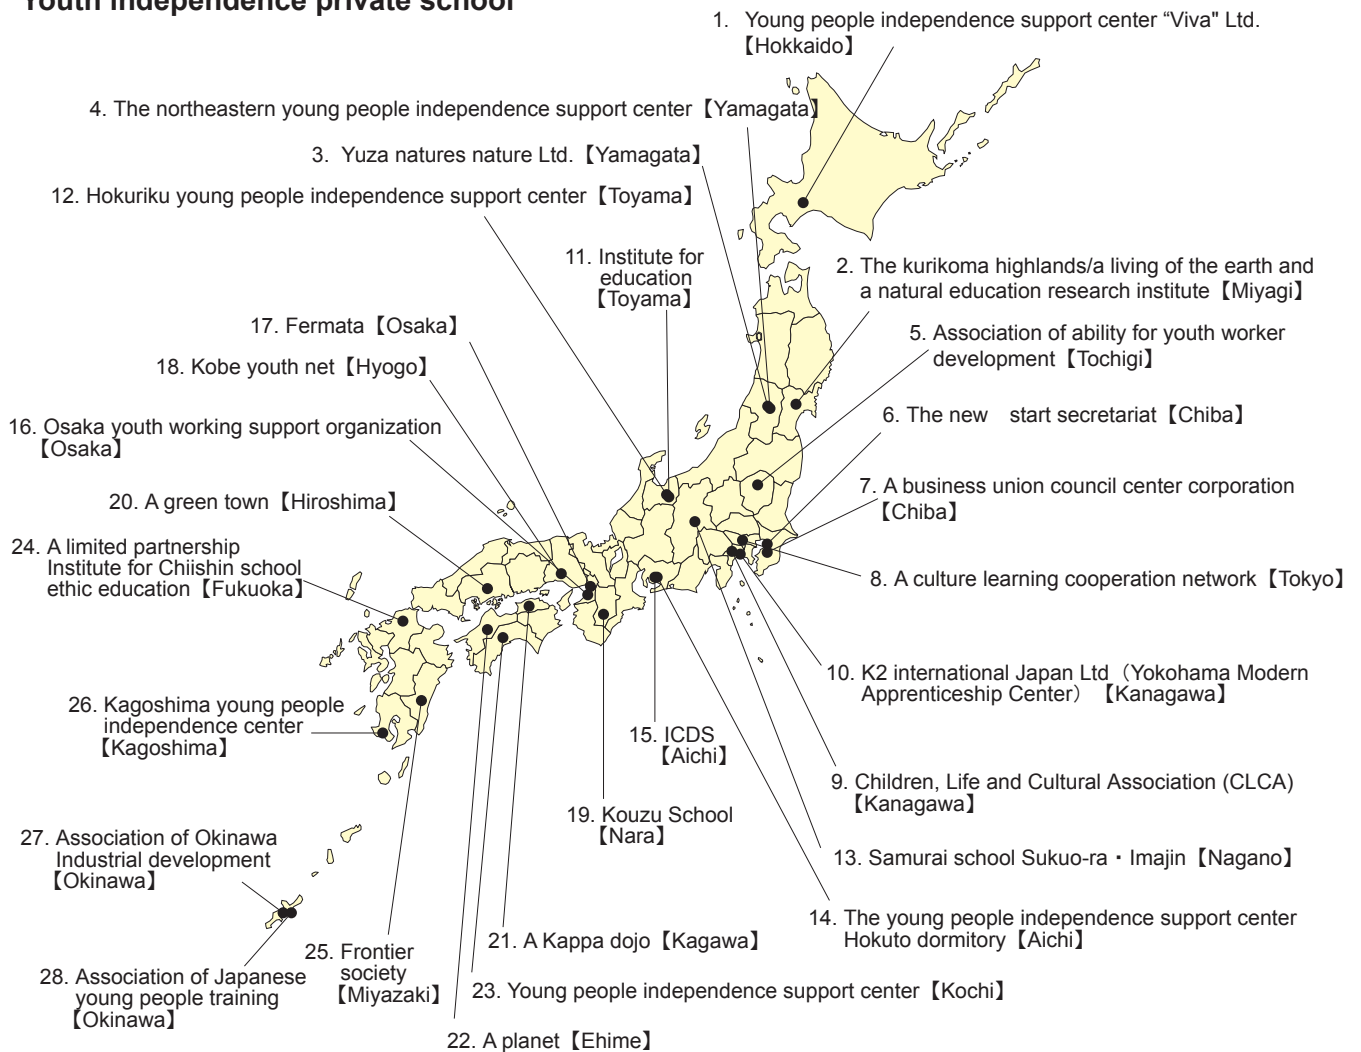 Youth independence private school
1. Young people independence support center “Viva" Ltd.
【Hokkaido】
4. The northeastern young people independence support center【Yamagata】
3. Yuza natures nature Ltd.【Yamagata】
12. Hokuriku young people independence support center【Toyama】
11. Institute for
education
【Toyama】
2. The kurikoma highlands/a living of the earth and
a natural education research institute【Miyagi】
17. Fermata【Osaka】
5. Association of ability for youth worker
development【Tochigi】
18. Kobe youth net【Hyogo】
6. The new start secretariat【Chiba】
16. Osaka youth working support organization
【Osaka】
7. A business union council center corporation
【Chiba】
20. A green town【Hiroshima】
24. A limited partnership
Institute for Chiishin school
ethic education【Fukuoka】
8. A culture learning cooperation network【Tokyo】
10. K2 international Japan Ltd（Yokohama Modern
Apprenticeship Center）【Kanagawa】
26. Kagoshima young people
independence center
【Kagoshima】
15. ICDS
【Aichi】
9. Children, Life and Cultural Association (CLCA)
【Kanagawa】
19. Kouzu School
【Nara】
27. Association of Okinawa
Industrial development
【Okinawa】
13. Samurai school Sukuo-ra・Imajin【Nagano】
14. The young people independence support center
Hokuto dormitory【Aichi】
21. A Kappa dojo【Kagawa】
25. Frontier
society
【Miyazaki】
28. Association of Japanese
young people training
【Okinawa】
23. Young people independence support center【Kochi】
22. A planet【Ehime】